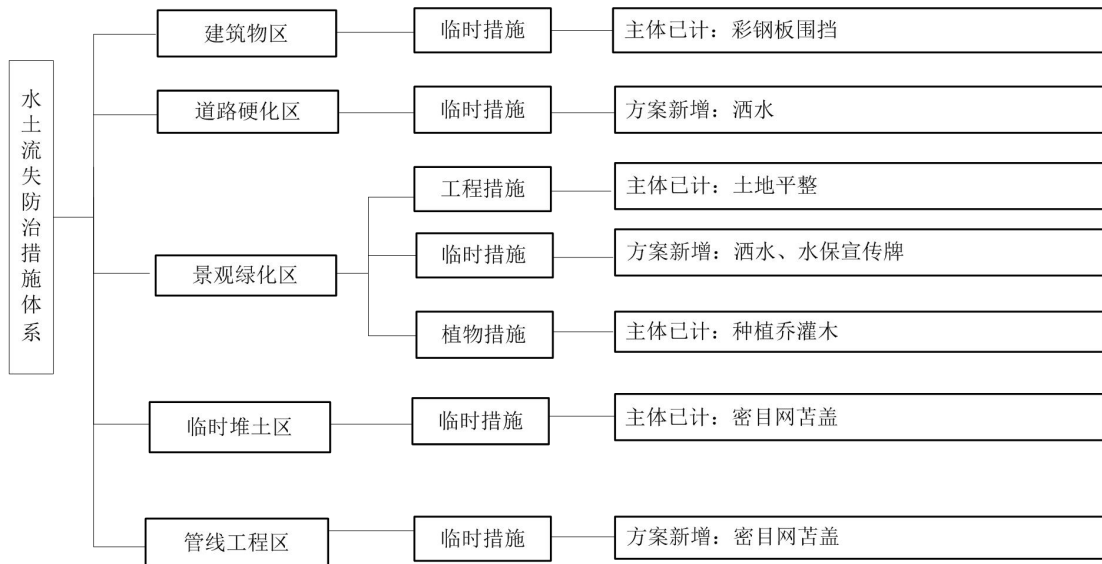 水土流失防治措施体系
建筑物区
临时措施
主体已计：彩钢板围挡
道路硬化区
临时措施
方案新增：洒水
景观绿化区
工程措施
主体已计：土地平整
临时措施
方案新增：洒水、水保宣传牌
植物措施
主体已计：种植乔灌木
临时堆土区
临时措施
主体已计：密目网苫盖
管线工程区
临时措施
方案新增：密目网苫盖